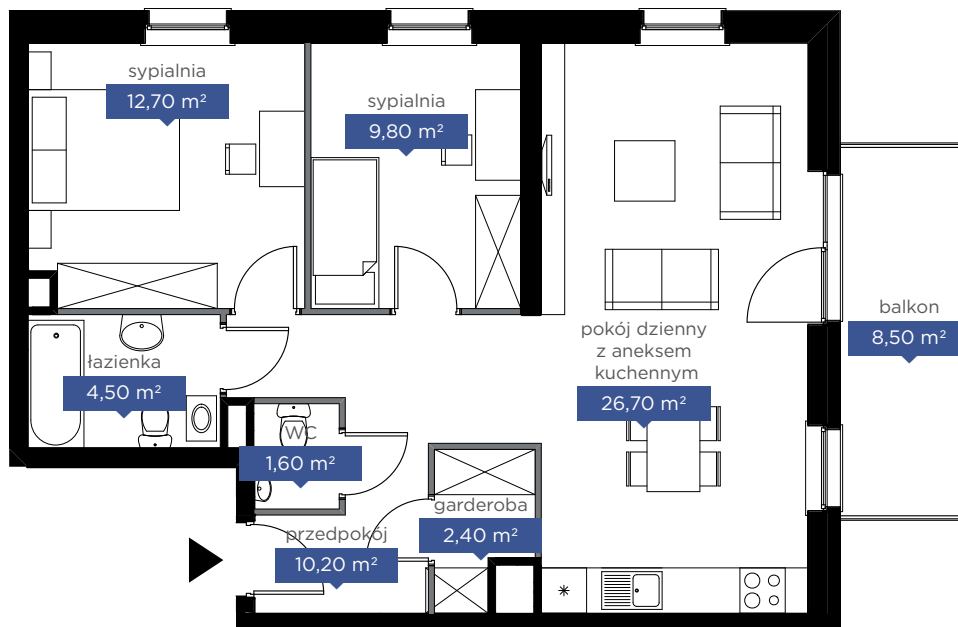 sypialnia
12,70 m²
sypialnia
9,80 m²
pokój dzienny
z aneksem
kuchennym
26,70 m²
balkon
8,50 m²
łazienka
4,50 m²
WC
1,60 m²
garderoba
2,40 m²
przedpokój
10,20 m²